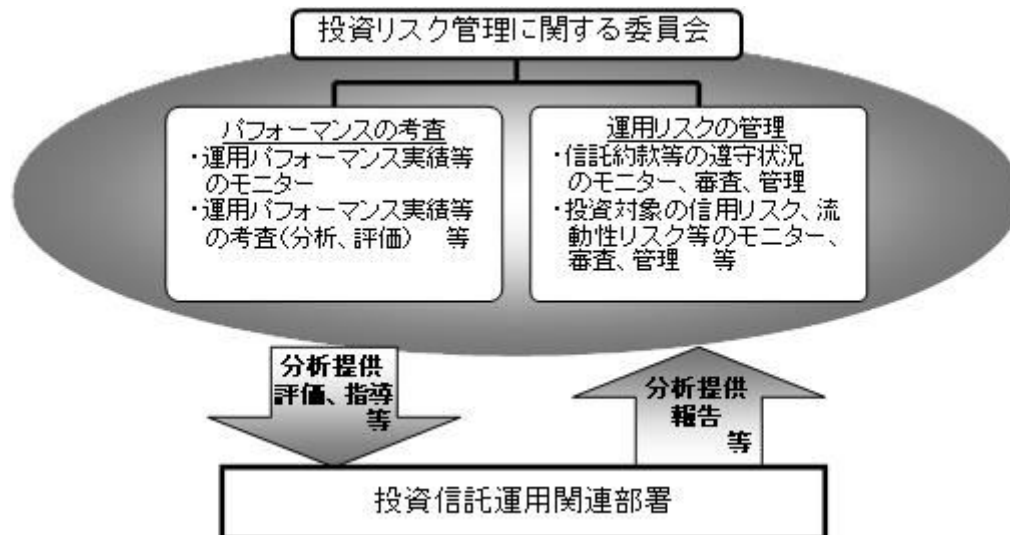 投資リスク管理に関する委員会
パフォーマンスの考査
・運用パフォーマンス実績等
のモニター
・運用パフォーマンス実績等
の考査(分析、評価) 等
運用リスクの管理
・信託約款等の遵守状況
のモニター、審査、管理
・投資対象の信用リスク、流
動性リスク等のモニター、
審査、管理 等
分析提供
評価、指導
等
分析提供
報告
等
投資信託運用関連部署